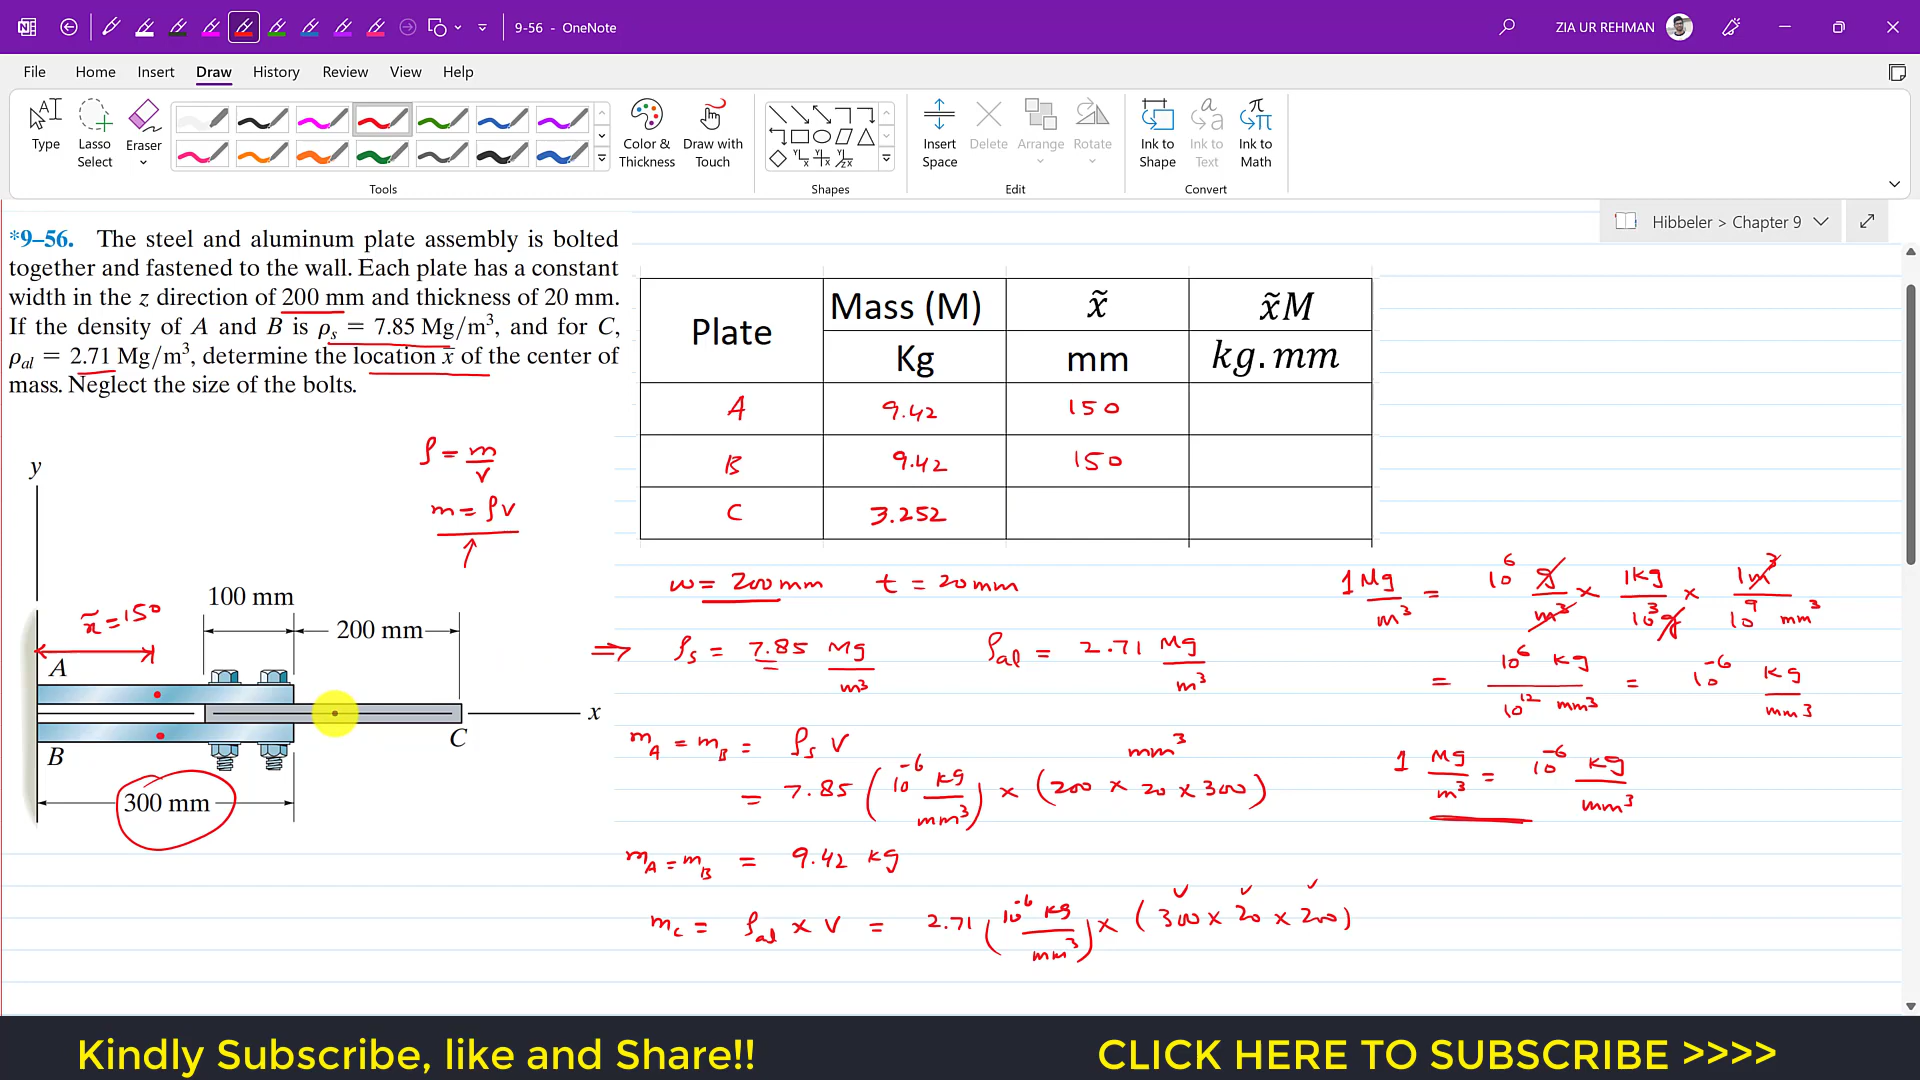 9-56 - OneNote
ZIA UR REHMAN
File Home Insert Draw History Review View Help
Type
Lasso Select
Eraser
Tools
Color & Thickness
Draw with Touch
Shapes
Insert Space
Delete
Arrange
Rotate
Edit
Ink to Shape
Ink to Text
Ink to Math
Convert
Hibbeler > Chapter 9
*9–56. The steel and aluminum plate assembly is bolted
together and fastened to the wall. Each plate has a constant
width in the z direction of 200 mm and thickness of 20 mm.
If the density of A and B is ρs = 7.85 Mg/m³, and for C,
ρal = 2.71 Mg/m³, determine the location x̄ of the center of
mass. Neglect the size of the bolts.
Plate Mass (M) x̃ x̃M
Kg mm kg.mm
A 9.42 150
B 9.42 150
C 3.252
ρ = m/v
m = ρv
y
100 mm
200 mm
x̃ = 150
A
x
B
C
300 mm
w = 200mm t = 20mm
⇒ ρs = 7.85 Mg/m³ ρal = 2.71 Mg/m³
mA = mB = ρs V mm³
= 7.85 (10⁻⁶ kg/mm³) × (200 × 20 × 300)
mA = mB = 9.42 kg
mc = ρal × V = 2.71 (10⁻⁶ kg/mm³) × (300 × 20 × 200)
1 Mg/m³ = 10⁶ g/m³ × 1kg/10³g × 1m³/10⁹ mm³
= 10⁶ kg/10¹² mm³ = 10⁻⁶ kg/mm³
1 Mg/m³ = 10⁻⁶ kg/mm³
Kindly Subscribe, like and Share!!
CLICK HERE TO SUBSCRIBE >>>>